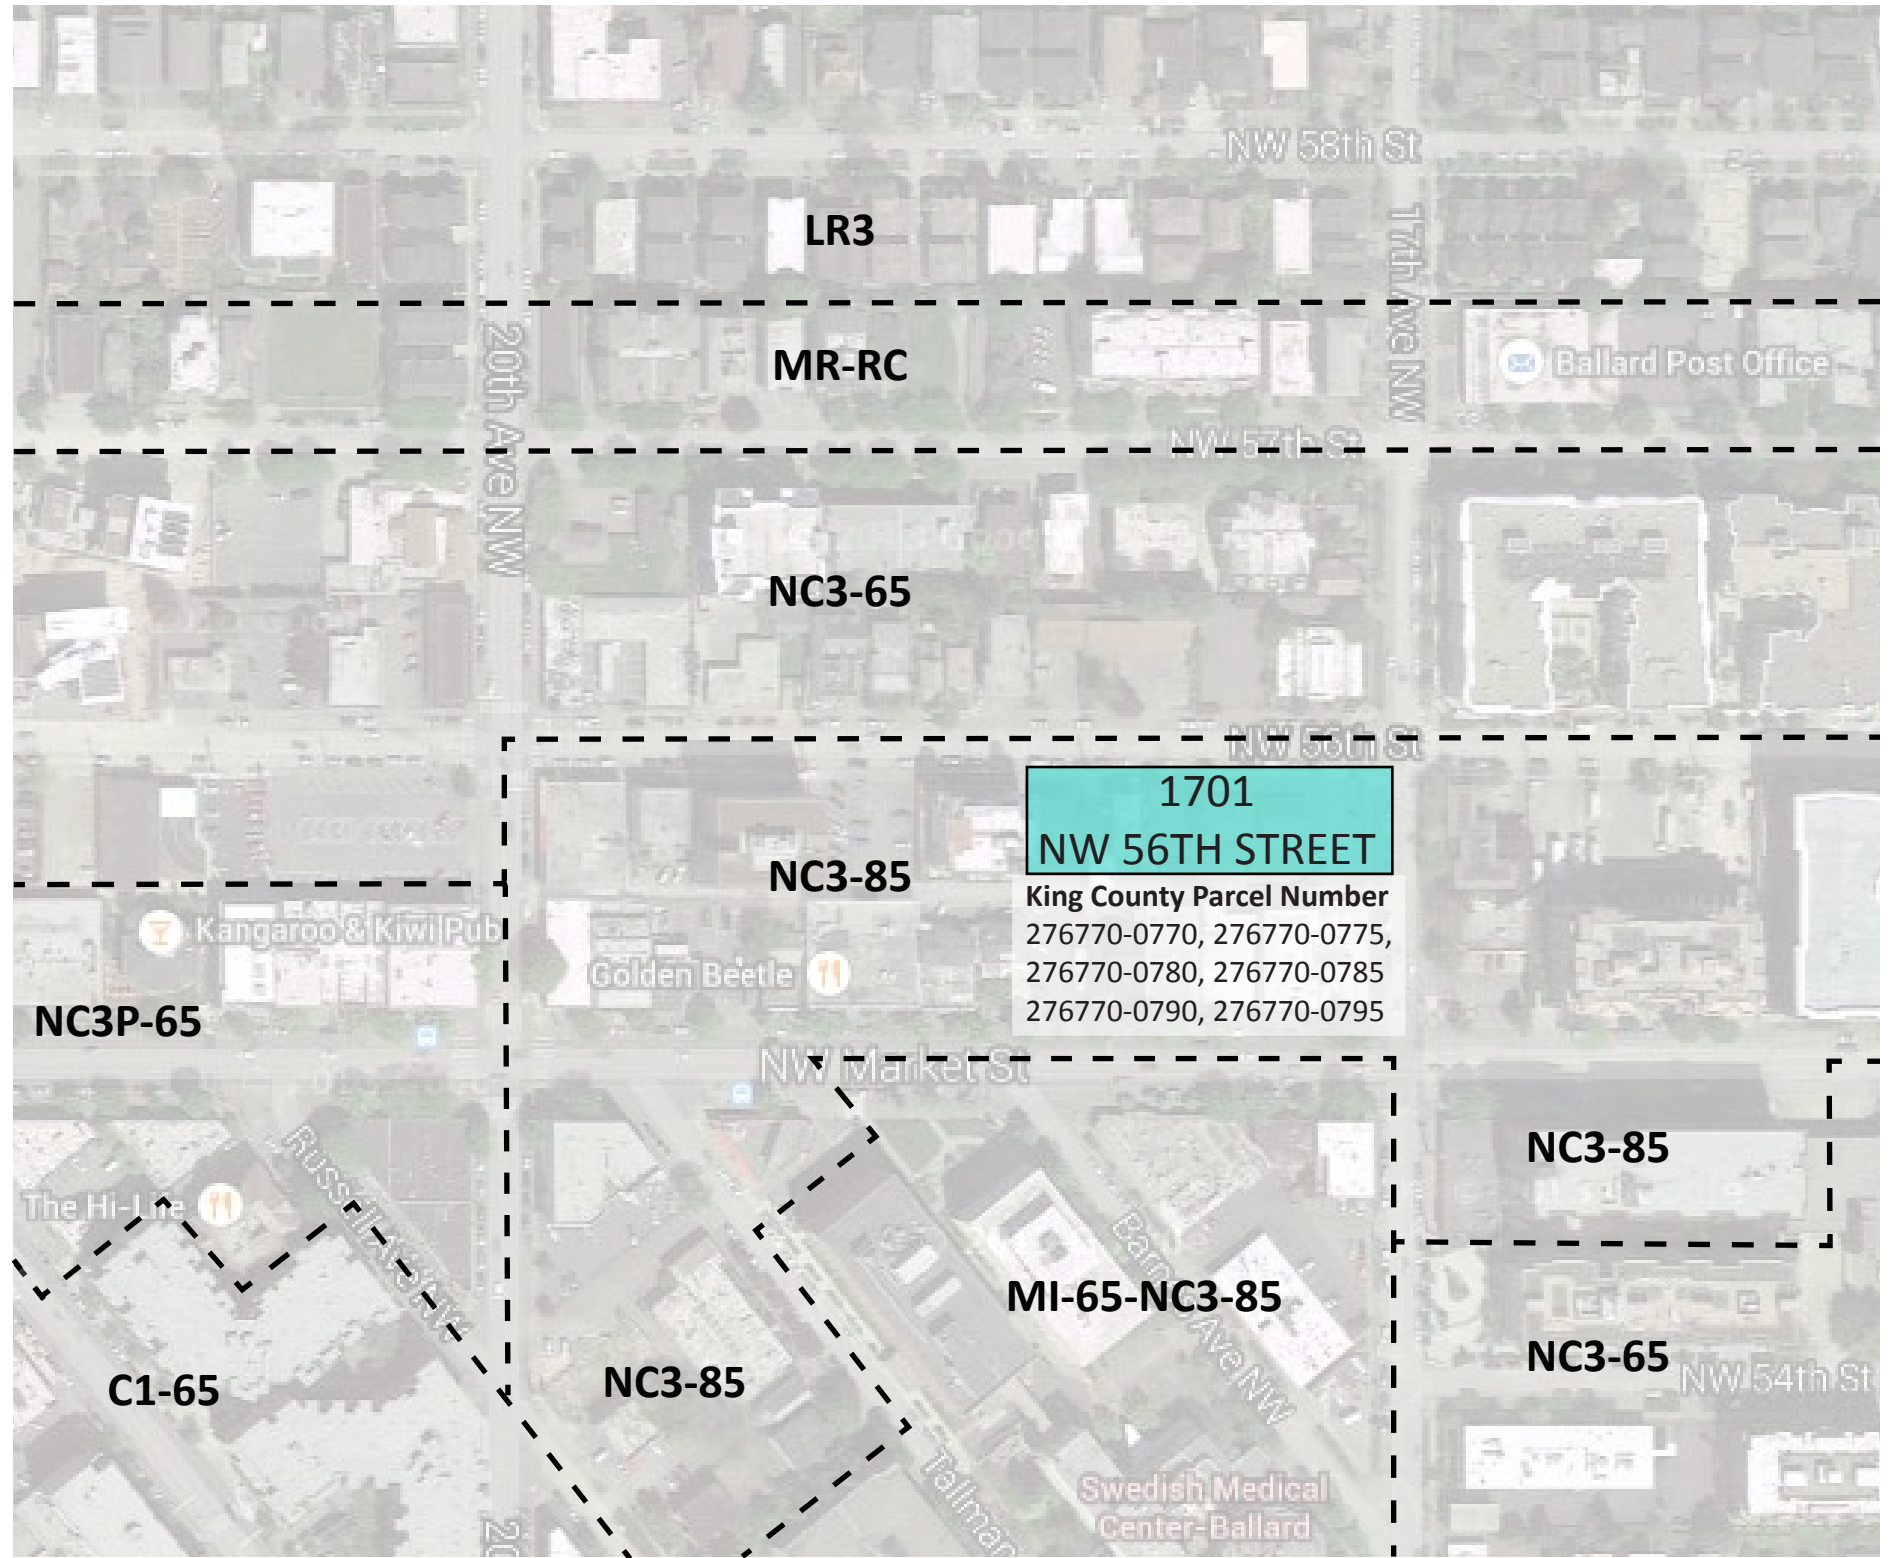 NW 58th St
LR3
17th Ave NW
MR-RC
20th Ave NW
Ballard Post Office
NW 57th St
NC3-65
NW 56th St
1701
NW 56TH STREET
NC3-85
King County Parcel Number
276770-0770, 276770-0775,
276770-0780, 276770-0785
276770-0790, 276770-0795
Kangaroo & Kiwi Pub
Golden Beetle
NC3P-65
NW Market St
NC3-85
The Hi-Life
Russell Ave NW
MI-65-NC3-85
NC3-65
NW 54th St
C1-65
NC3-85
Tallman
Swedish Medical
Center-Ballard
20